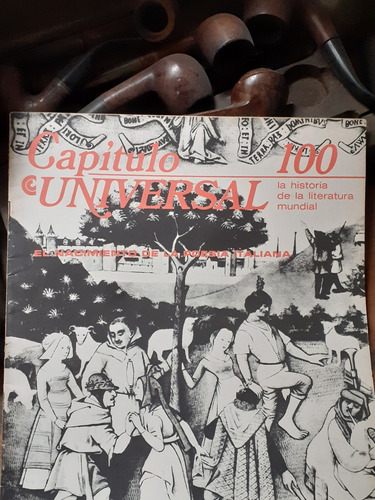 Capítulo
UNIVERSAL
100
la historia
de la literatura
mundial
EL NACIMIENTO DE LA POESIA ITALIANA